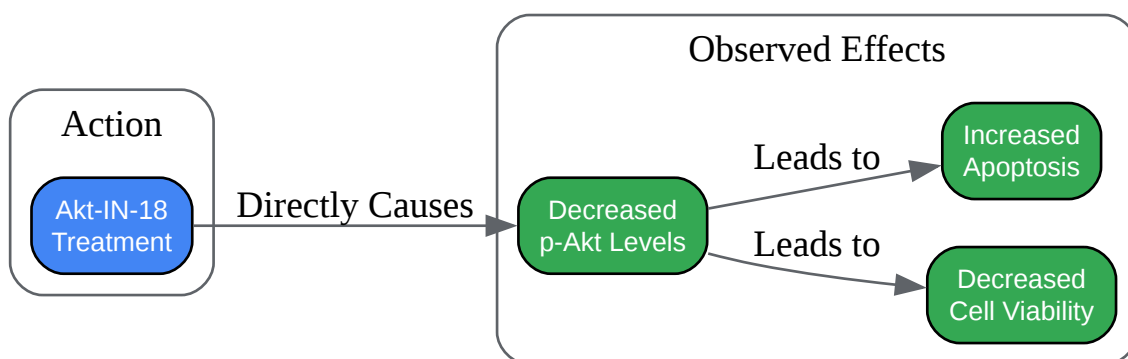 Action
Akt-IN-18
Treatment
Directly Causes
Observed Effects
Decreased
p-Akt Levels
Leads to
Increased
Apoptosis
Leads to
Decreased
Cell Viability